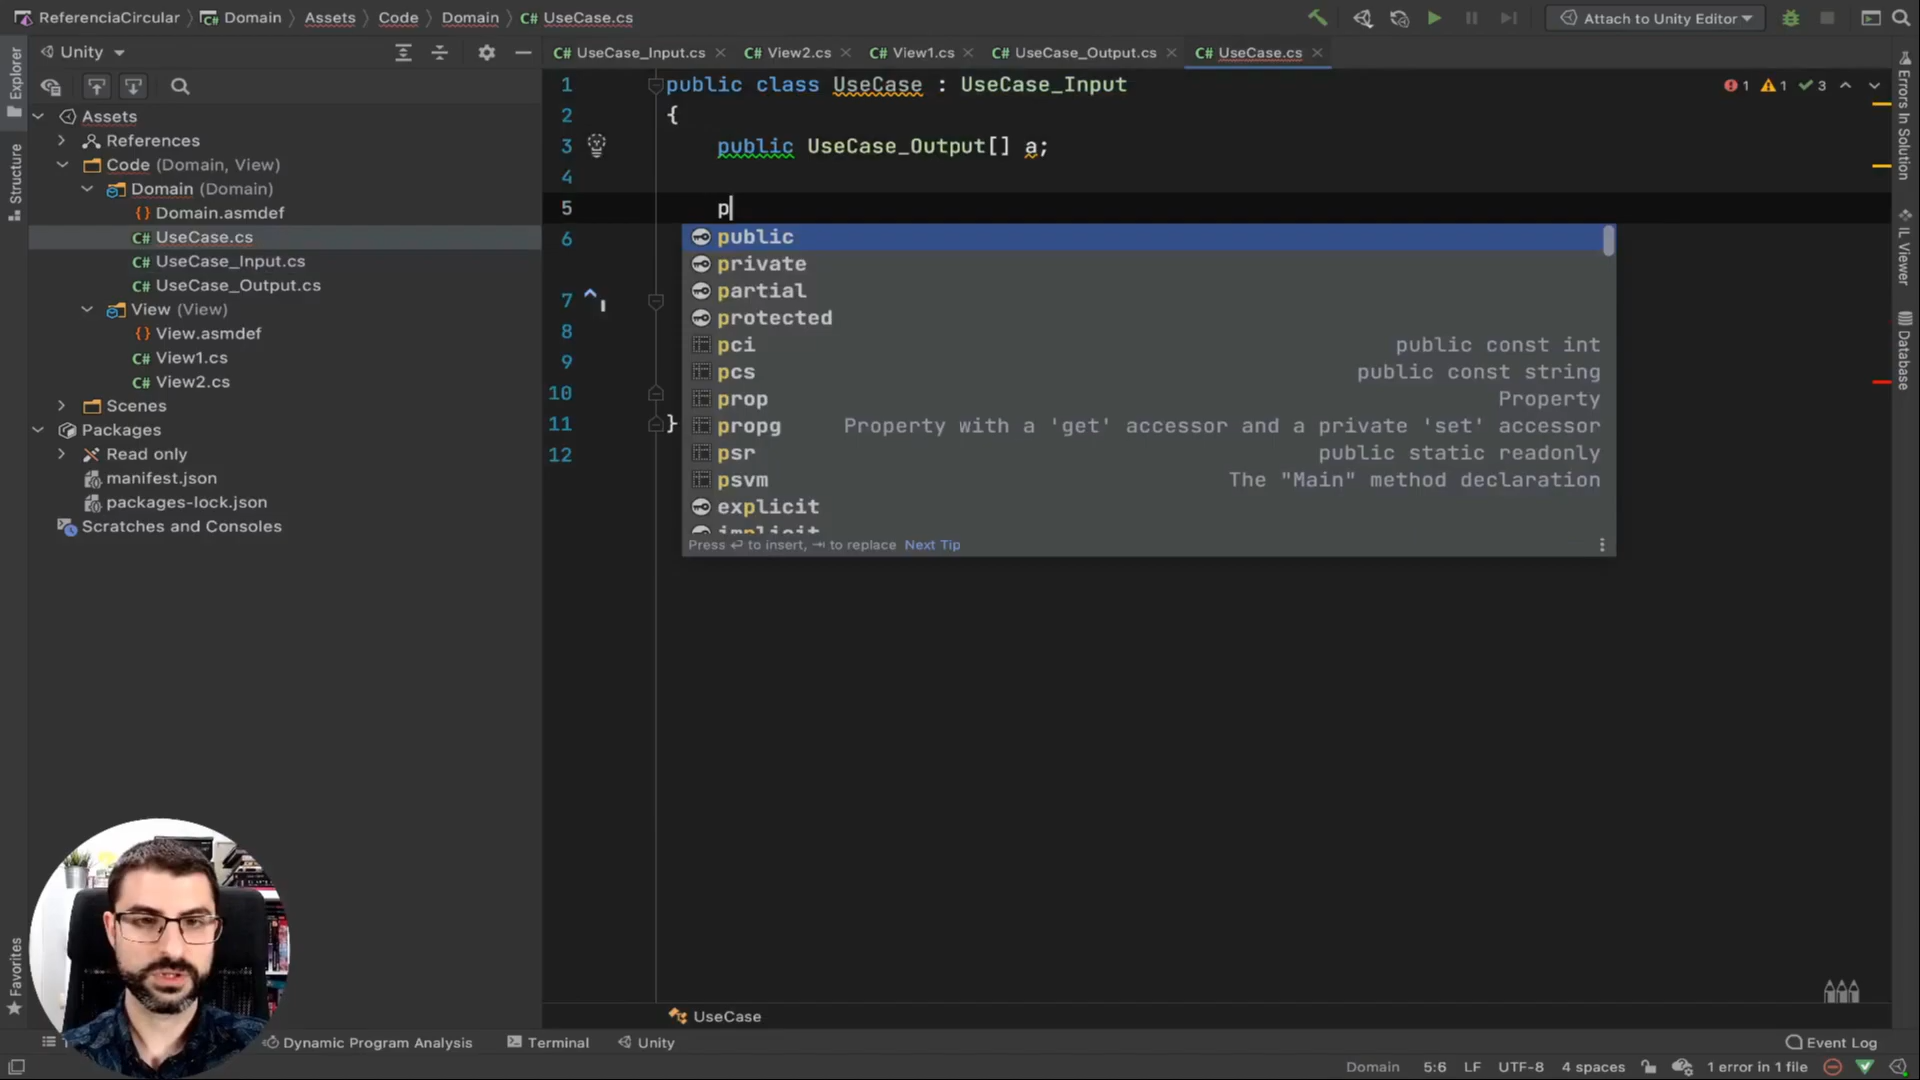 ReferenciaCircular > Domain > Assets > Code > Domain > C# UseCase.cs
Attach to Unity Editor
Unity
C# UseCase_Input.cs C# View2.cs C# View1.cs C# UseCase_Output.cs C# UseCase.cs
Explorer
Structure
Favorites
Assets
References
Code (Domain, View)
Domain (Domain)
{} Domain.asmdef
C# UseCase.cs
C# UseCase_Input.cs
C# UseCase_Output.cs
View (View)
{} View.asmdef
C# View1.cs
C# View2.cs
Scenes
Packages
Read only
manifest.json
packages-lock.json
Scratches and Consoles
1 public class UseCase : UseCase_Input
2 {
3 public UseCase_Output[] a;
4
5 p
6
7
8
9
10
11 }
12
1 1 3
public
private
partial
protected
pci public const int
pcs public const string
prop Property
propg Property with a 'get' accessor and a private 'set' accessor
psr public static readonly
psvm The "Main" method declaration
explicit
implicit
Press ↵ to insert, ⇥ to replace Next Tip
Errors In Solution
IL Viewer
Database
UseCase
Dynamic Program Analysis Terminal Unity Event Log
Domain 5:6 LF UTF-8 4 spaces 1 error in 1 file